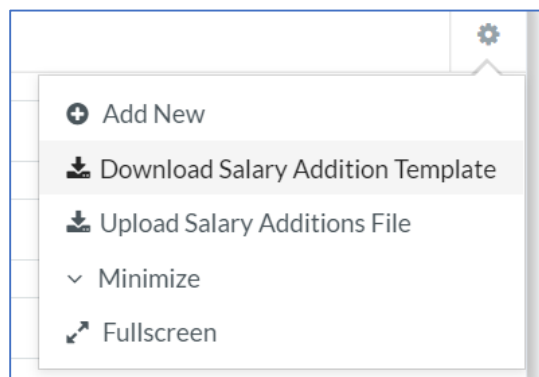 Add New
Download Salary Addition Template
Upload Salary Additions File
Minimize
Fullscreen